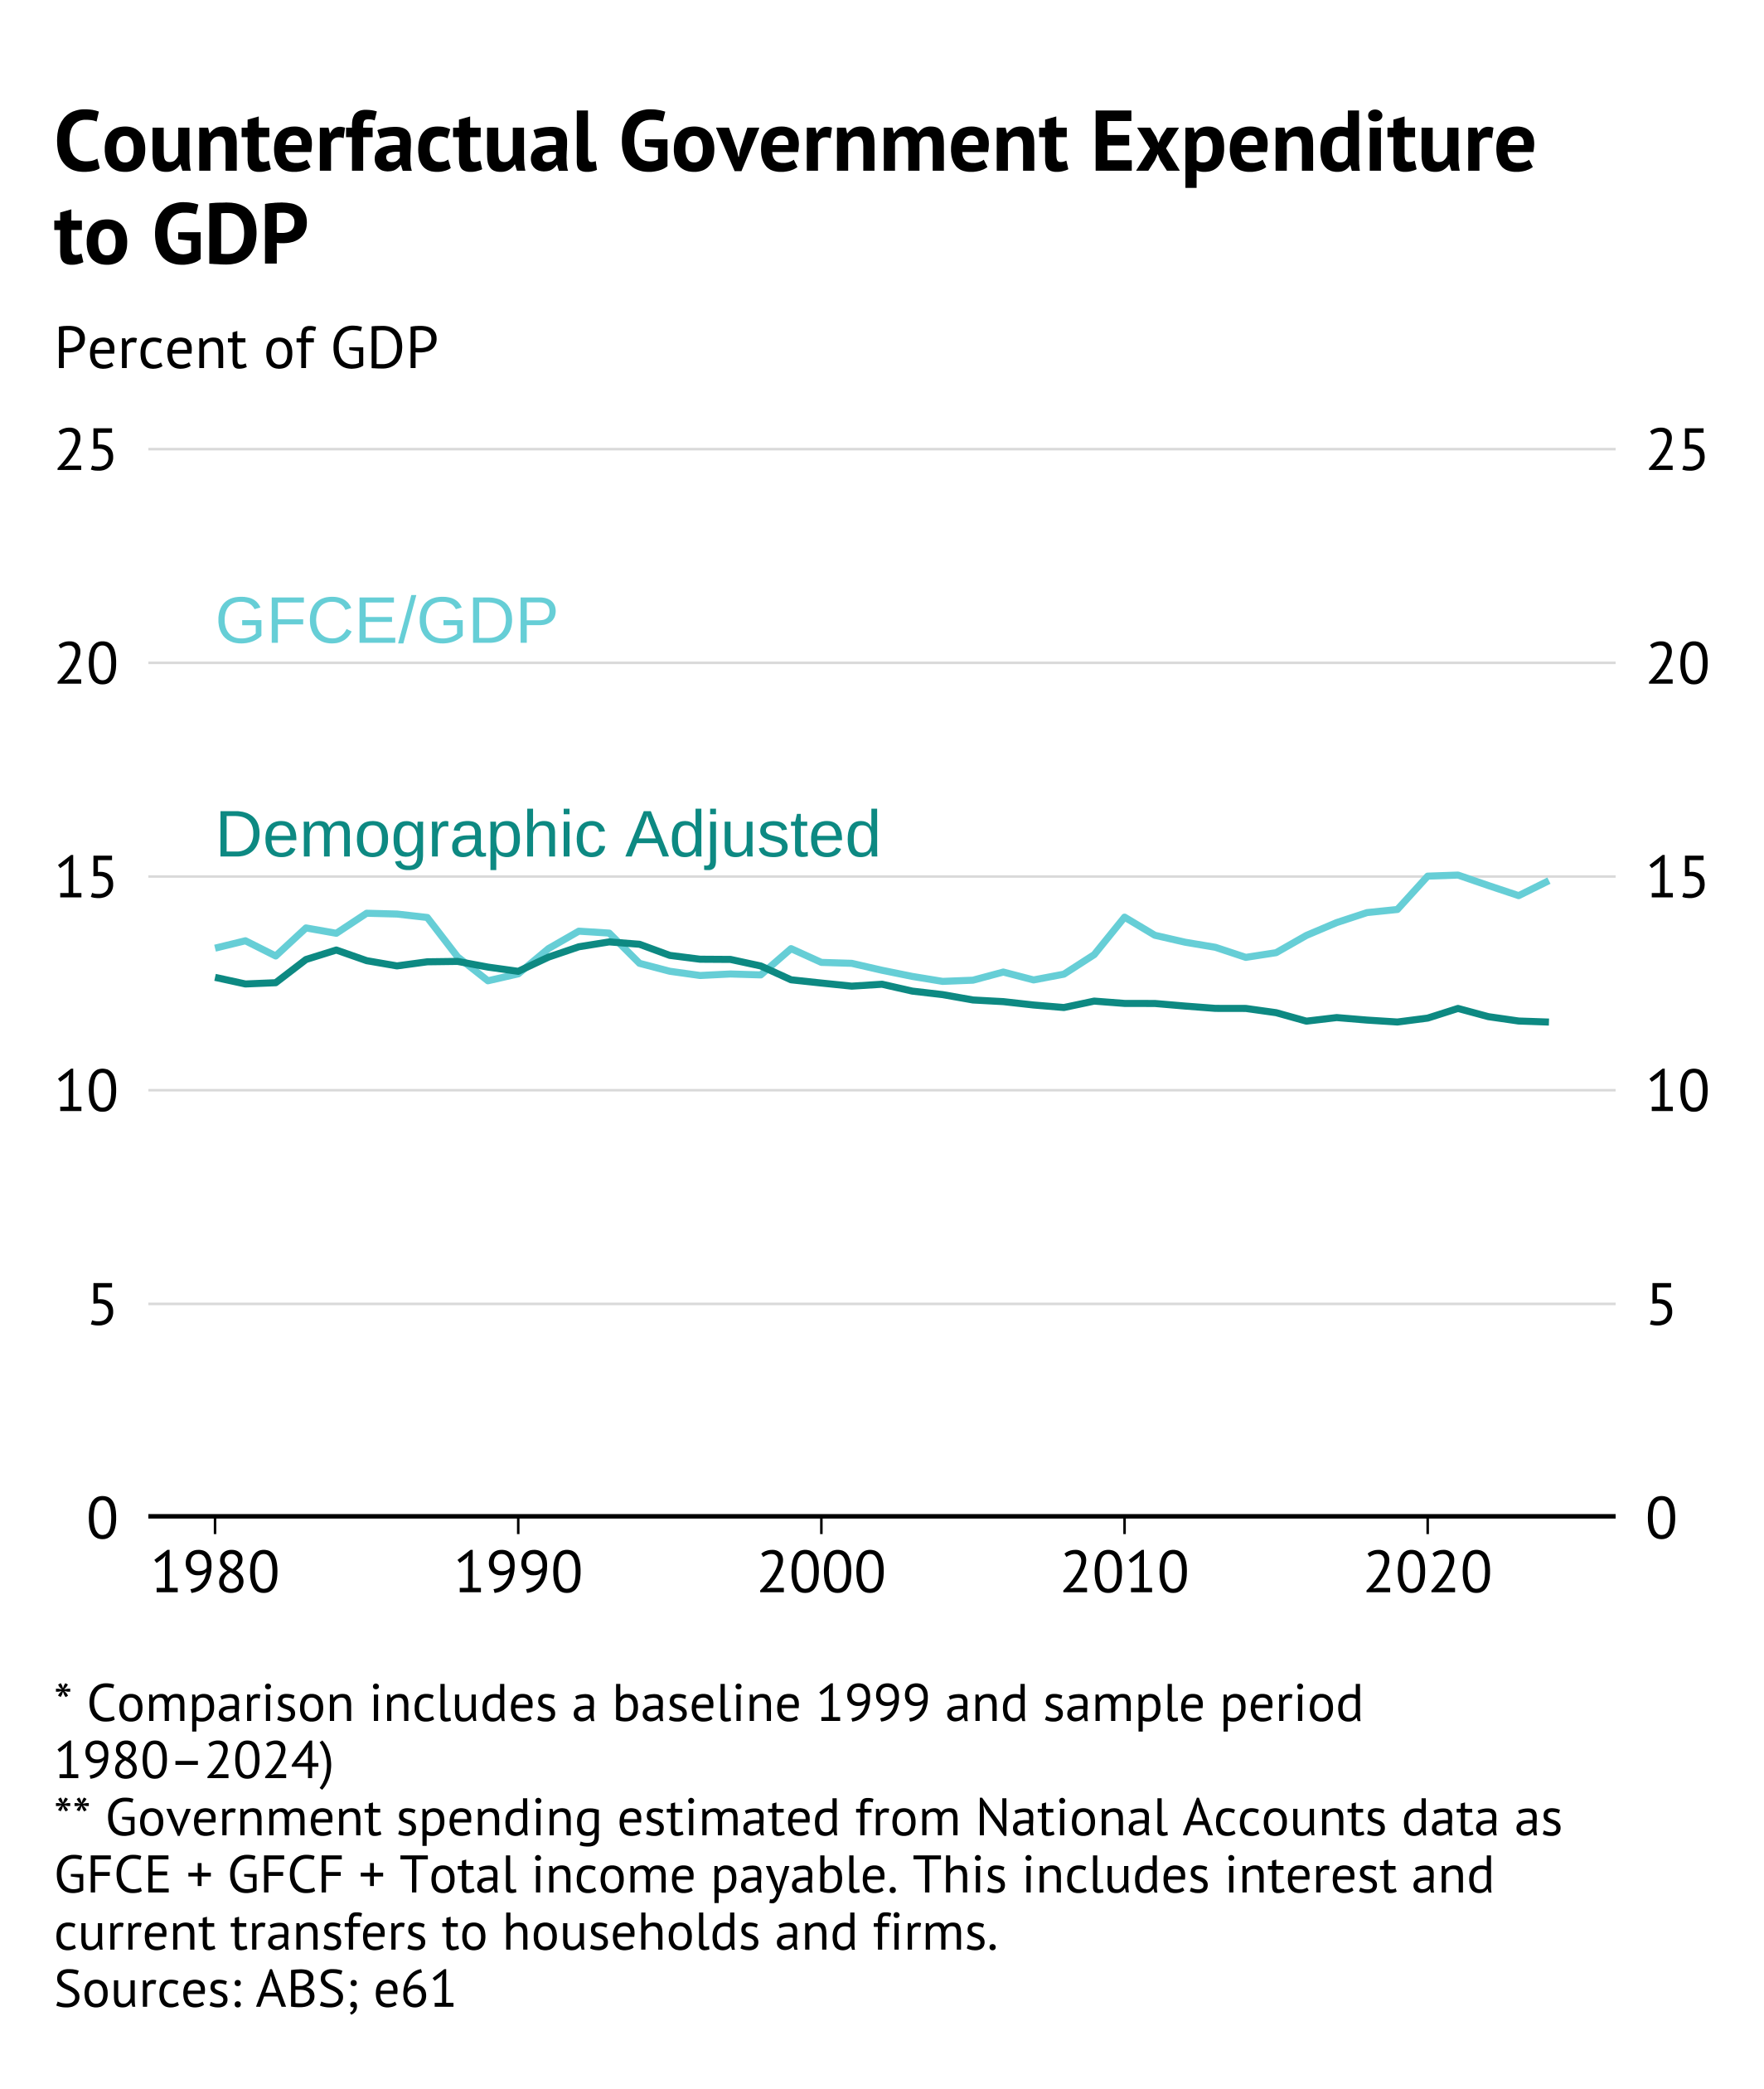 Counterfactual Government Expenditure
to GDP
Percent of GDP
25 25
GFCE/GDP
20 20
Demographic Adjusted
15 15
10 10
5 5
0 0
1980 1990 2000 2010 2020
* Comparison includes a baseline 1999 and sample period
1980–2024)
** Government spending estimated from National Accounts data as
GFCE + GFCF + Total income payable. This includes interest and
current transfers to households and firms.
Sources: ABS; e61